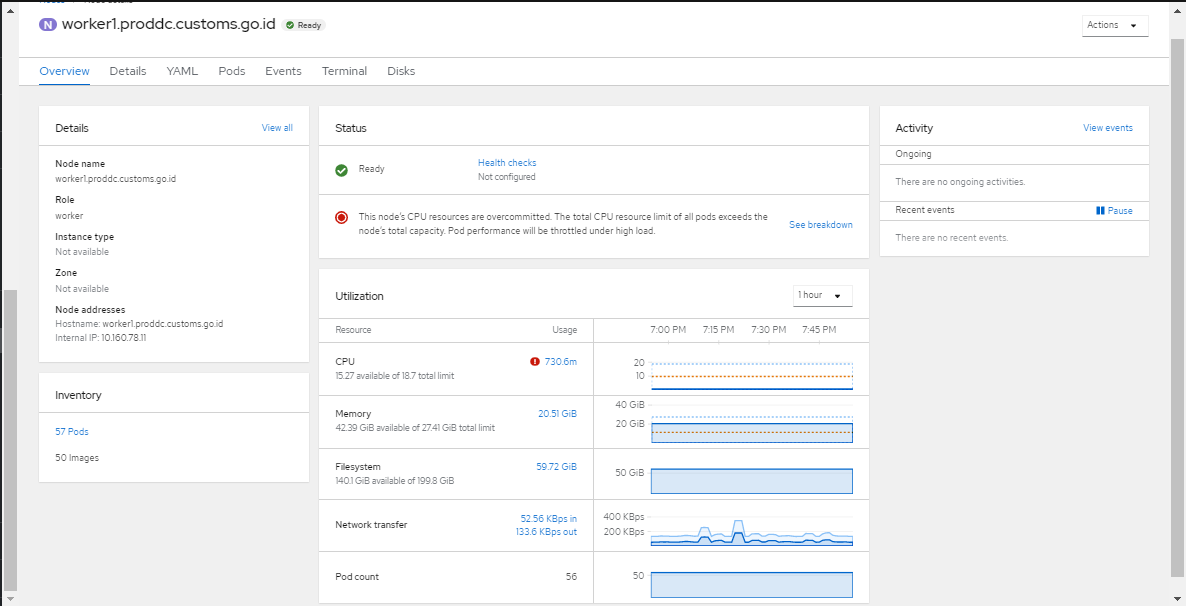 N worker1.proddc.customs.go.id Ready
Actions
Overview Details YAML Pods Events Terminal Disks
Details View all
Node name
worker1.proddc.customs.go.id
Role
worker
Instance type
Not available
Zone
Not available
Node addresses
Hostname: worker1.proddc.customs.go.id
Internal IP: 10.160.78.11
Inventory
57 Pods
50 Images
Status
Ready
Health checks
Not configured
This node's CPU resources are overcommitted. The total CPU resource limit of all pods exceeds the
node's total capacity. Pod performance will be throttled under high load.
See breakdown
Utilization 1 hour
Resource Usage 7:00 PM 7:15 PM 7:30 PM 7:45 PM
CPU 730.6m
15.27 available of 18.7 total limit
20
10
Memory 20.51 GiB
42.39 GiB available of 27.41 GiB total limit
40 GiB
20 GiB
Filesystem 59.72 GiB
140.1 GiB available of 199.8 GiB
50 GiB
Network transfer
52.56 KBps in
133.6 KBps out
400 KBps
200 KBps
Pod count 56
50
Activity View events
Ongoing
There are no ongoing activities.
Recent events Pause
There are no recent events.